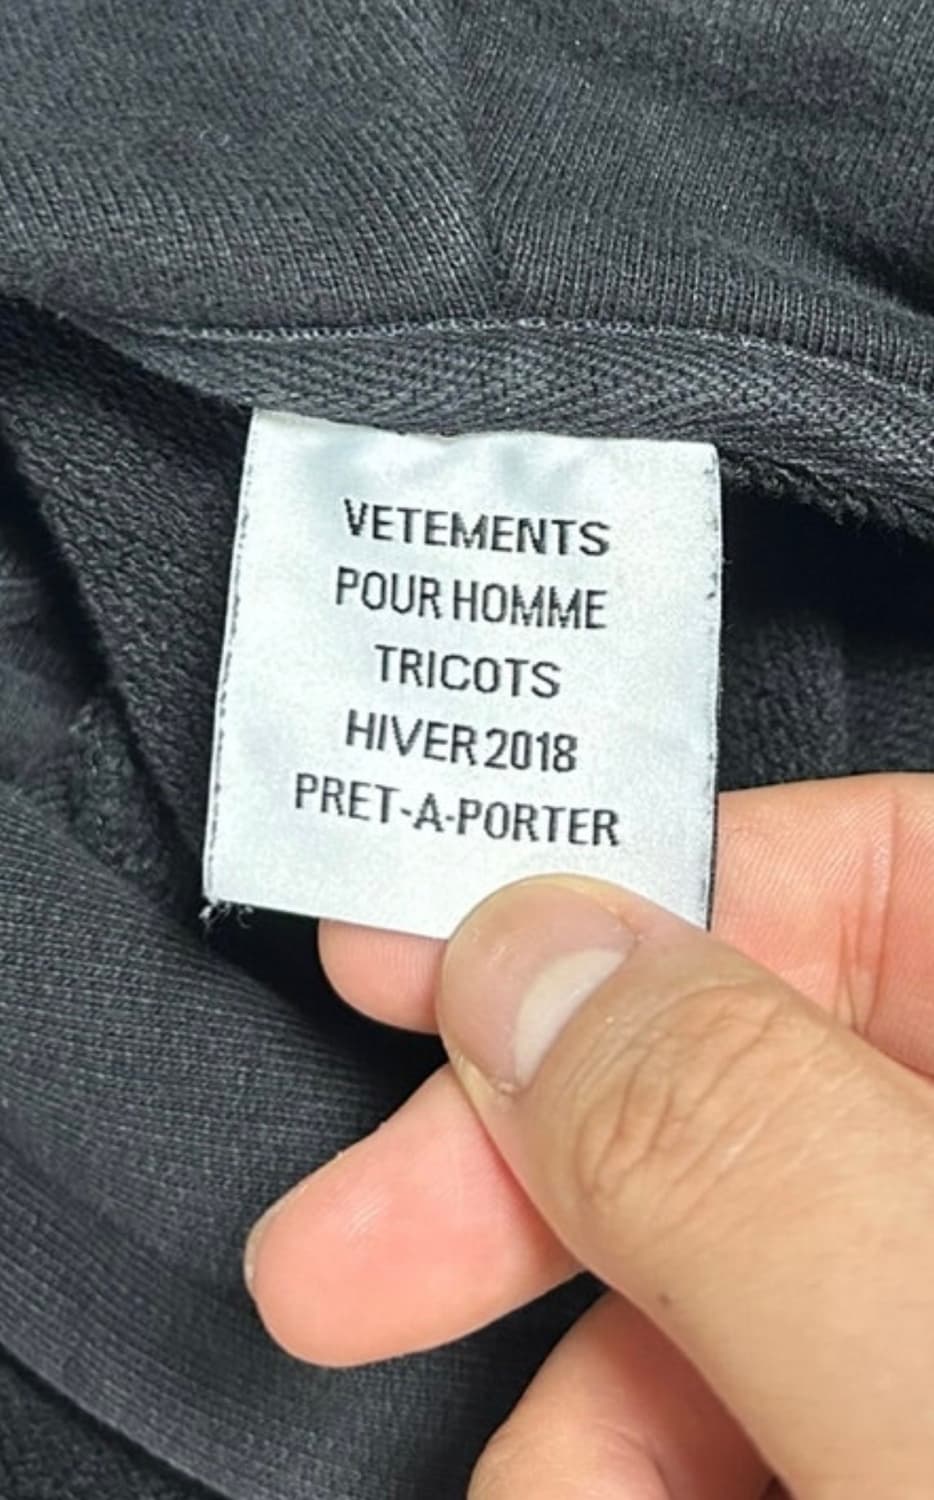 VETEMENTS
POUR HOMME
TRICOTS
HIVER 2018
PRET-A-PORTER